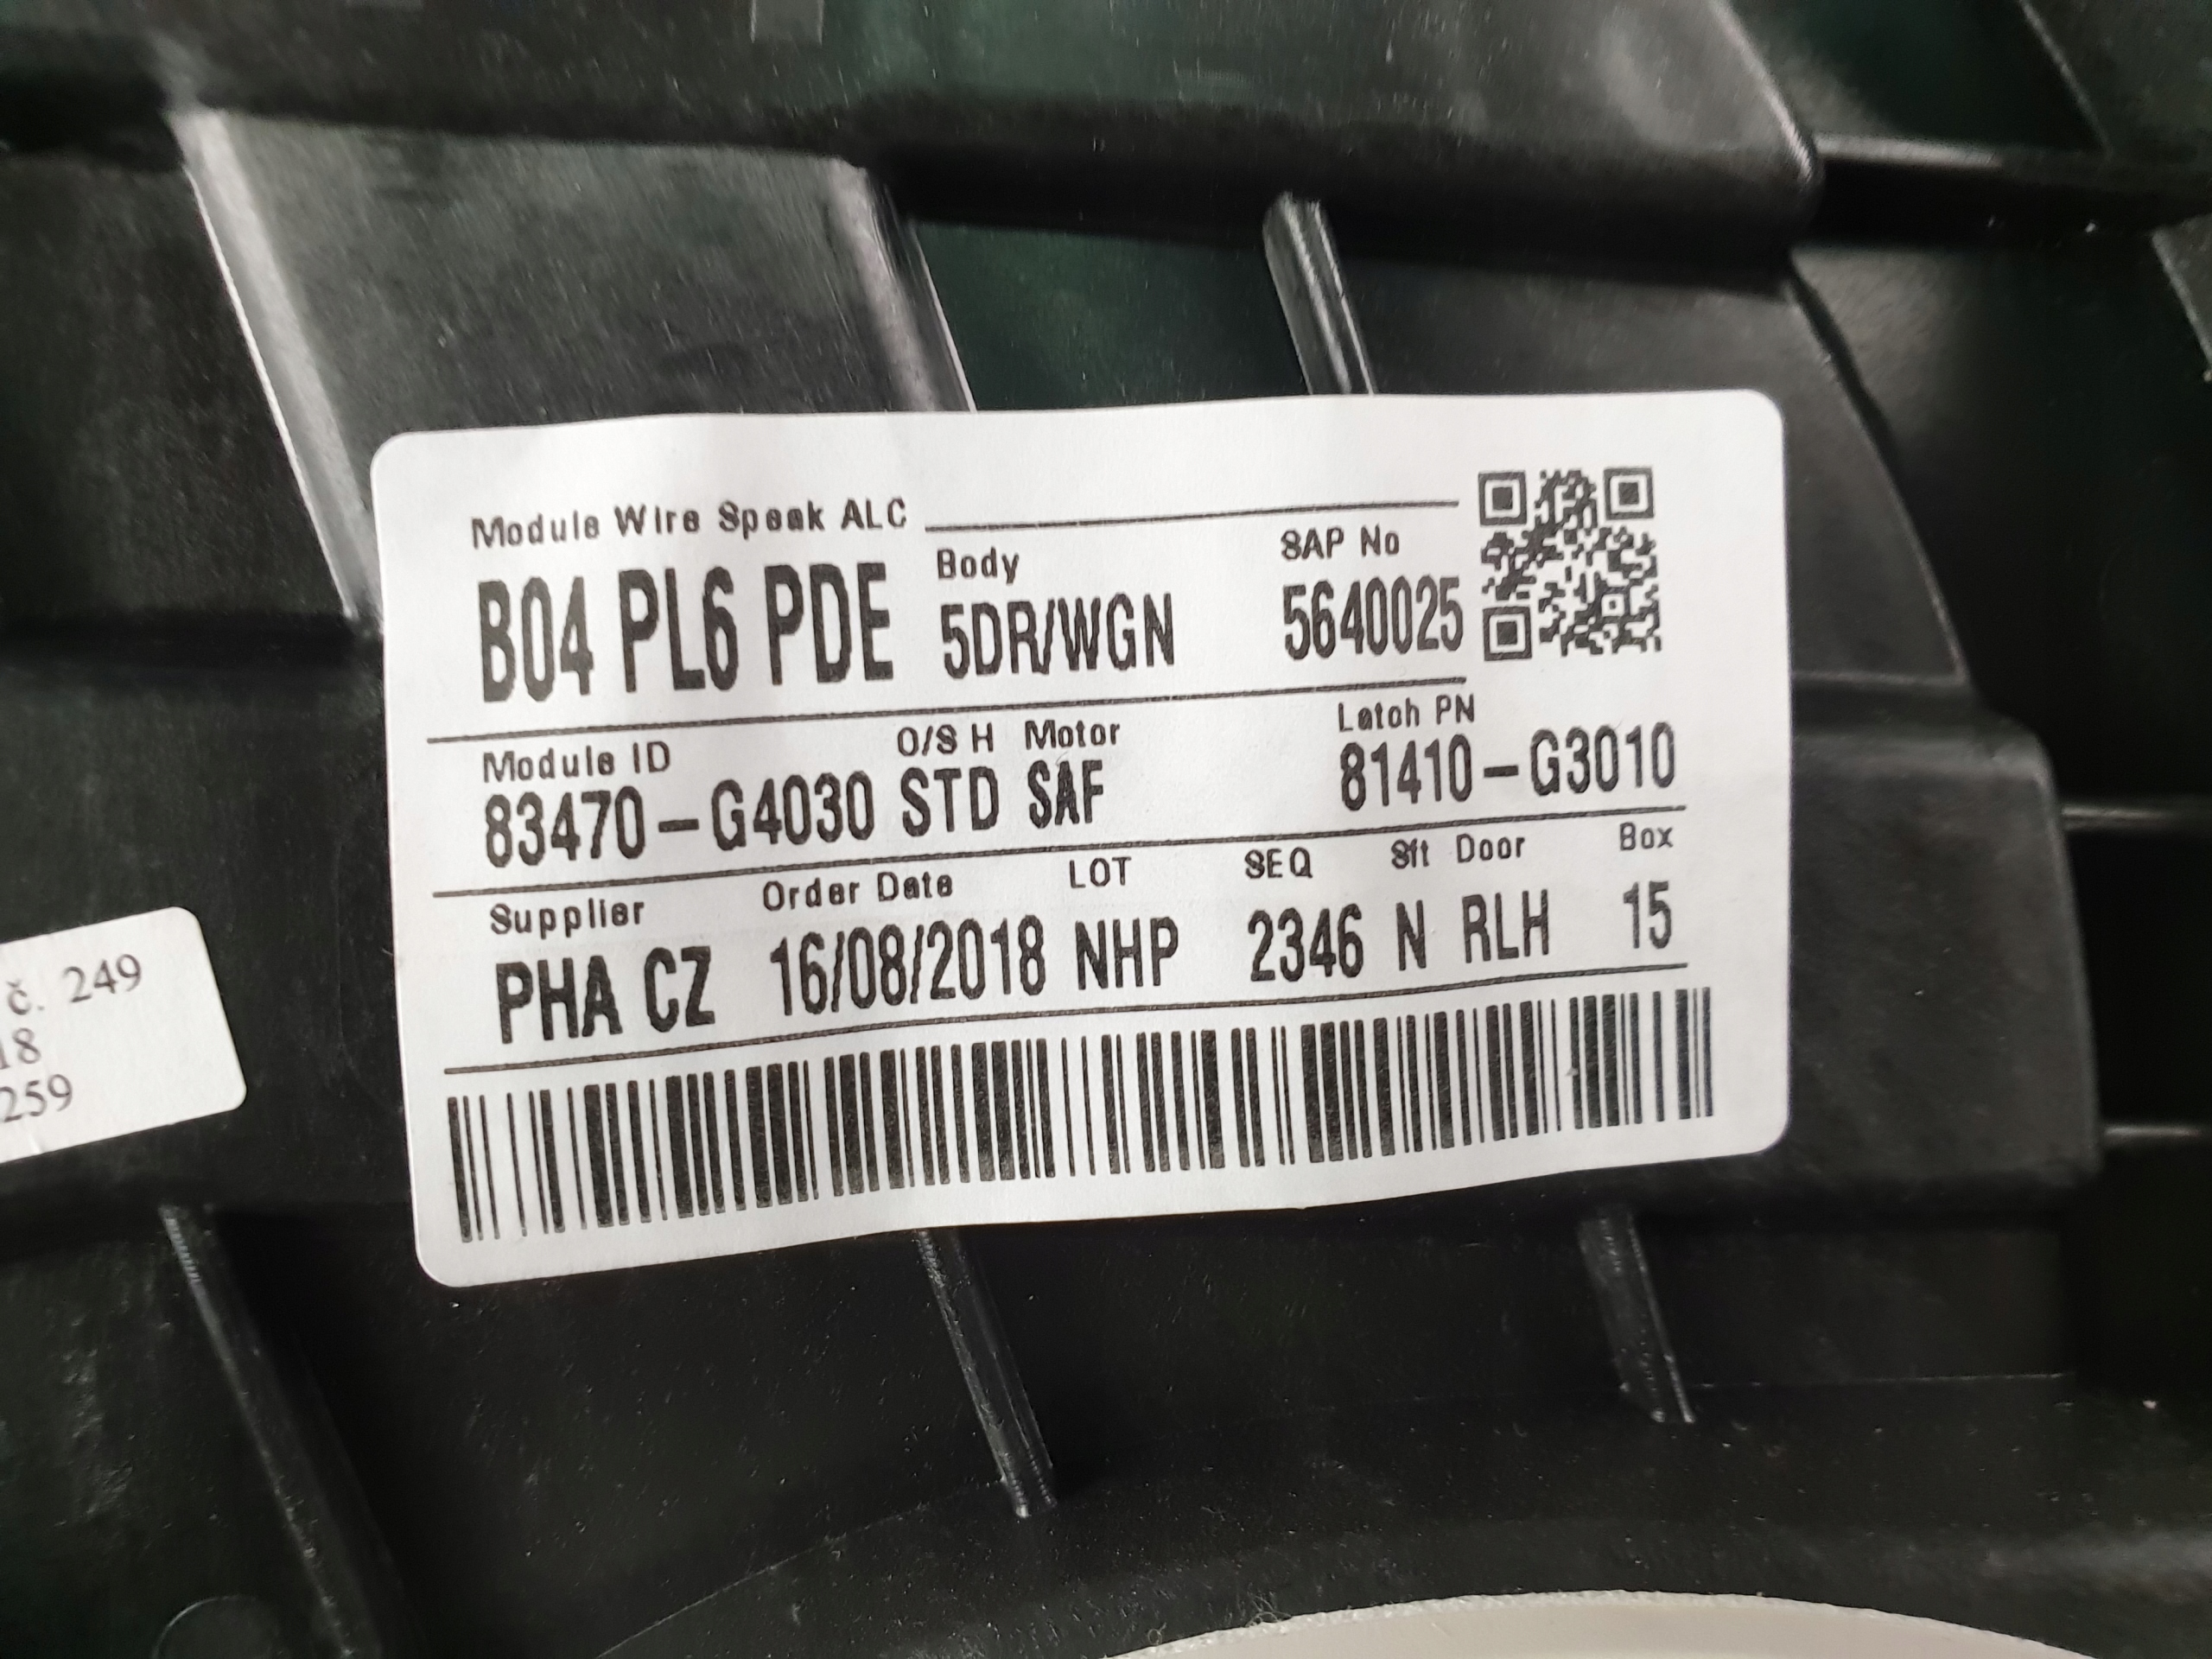 Module Wire Speak ALC
Body
SAP No
B04 PL6 PDE 5DR/WGN 5640025
Module ID O/S H Motor Latch PN
83470-G4030 STD SAF 81410-G3010
Supplier Order Date LOT SEQ Sft Door Box
PHA CZ 16/08/2018 NHP 2346 N RLH 15
č. 249
18
259